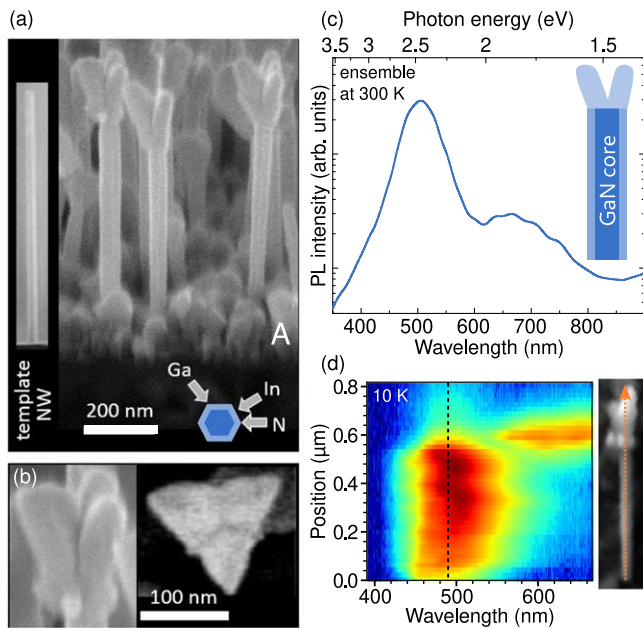 (a)
template
NW
A
Ga
In
N
200 nm
(b)
100 nm
(c)
Photon energy (eV)
3.5 3 2.5 2 1.5
ensemble
at 300 K
GaN core
PL intensity (arb. units)
400 500 600 700 800
Wavelength (nm)
(d)
10 K
Position (µm)
0.8
0.6
0.4
0.2
0.0
400 500 600
Wavelength (nm)